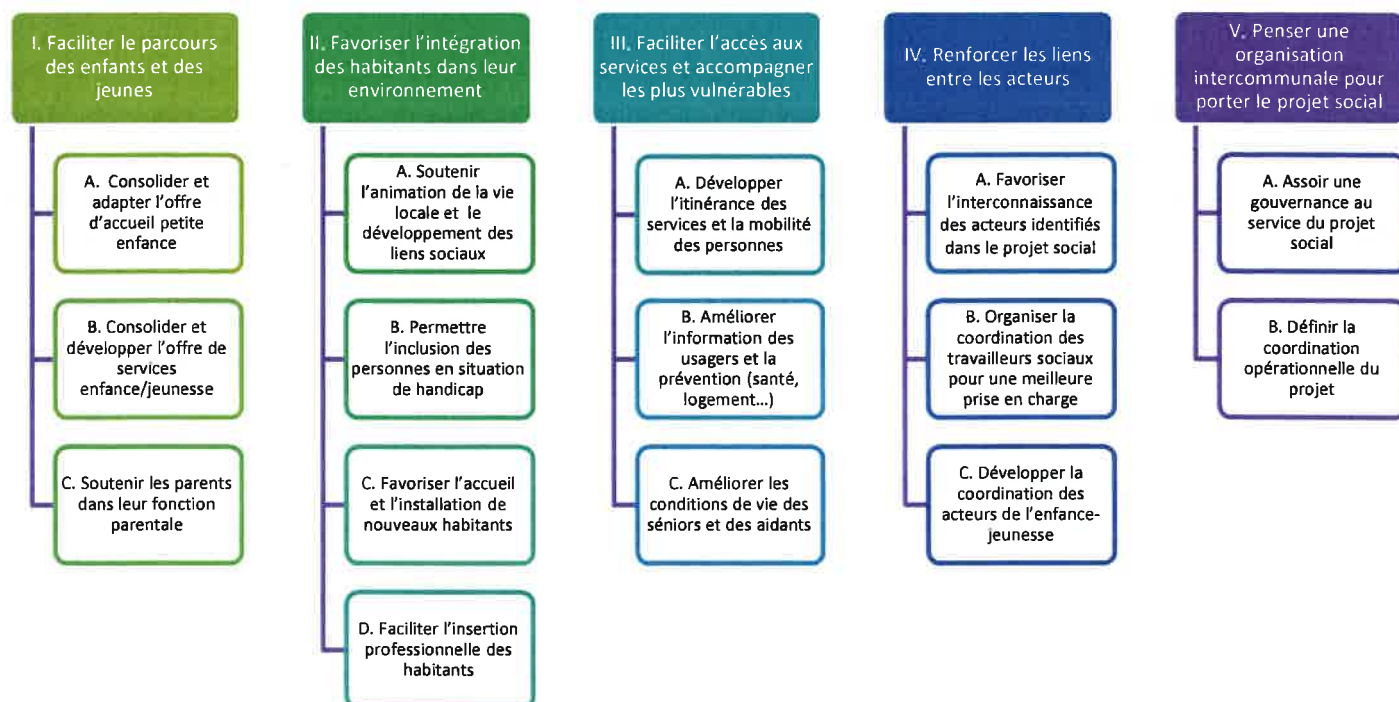 I. Faciliter le parcours
des enfants et des
jeunes
A. Consolider et
adapter l'offre
d'accueil petite
enfance
B. Consolider et
développer l'offre de
services
enfance/jeunesse
C. Soutenir les parents
dans leur fonction
parentale
II. Favoriser l'intégration
des habitants dans leur
environnement
A. Soutenir
l'animation de la vie
locale et le
développement des
liens sociaux
B. Permettre
l'inclusion des
personnes en situation
de handicap
C. Favoriser l'accueil
et l'installation de
nouveaux habitants
D. Faciliter l'insertion
professionnelle des
habitants
III. Faciliter l'accès aux
services et accompagner
les plus vulnérables
A. Développer
l'itinérance des
services et la mobilité
des personnes
B. Améliorer
l'information des
usagers et la
prévention (santé,
logement...)
C. Améliorer les
conditions de vie des
séniors et des aidants
IV. Renforcer les liens
entre les acteurs
A. Favoriser
l'interconnaissance
des acteurs identifiés
dans le projet social
B. Organiser la
coordination des
travailleurs sociaux
pour une meilleure
prise en charge
C. Développer la
coordination des
acteurs de l'enfance-
jeunesse
V. Penser une
organisation
intercommunale pour
porter le projet social
A. Assoir une
gouvernance au
service du projet
social
B. Définir la
coordination
opérationnelle du
projet